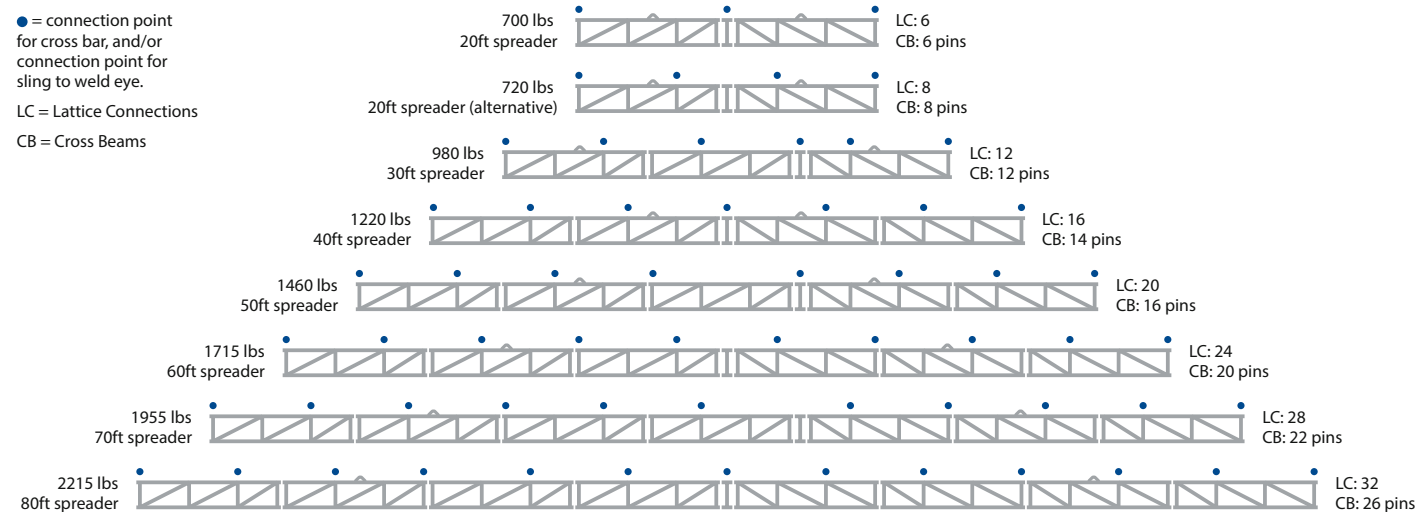 ● = connection point
for cross bar, and/or
connection point for
sling to weld eye.
LC = Lattice Connections
CB = Cross Beams
700 lbs
20ft spreader
LC: 6
CB: 6 pins
720 lbs
20ft spreader (alternative)
LC: 8
CB: 8 pins
980 lbs
30ft spreader
LC: 12
CB: 12 pins
1220 lbs
40ft spreader
LC: 16
CB: 14 pins
1460 lbs
50ft spreader
LC: 20
CB: 16 pins
1715 lbs
60ft spreader
LC: 24
CB: 20 pins
1955 lbs
70ft spreader
LC: 28
CB: 22 pins
2215 lbs
80ft spreader
LC: 32
CB: 26 pins